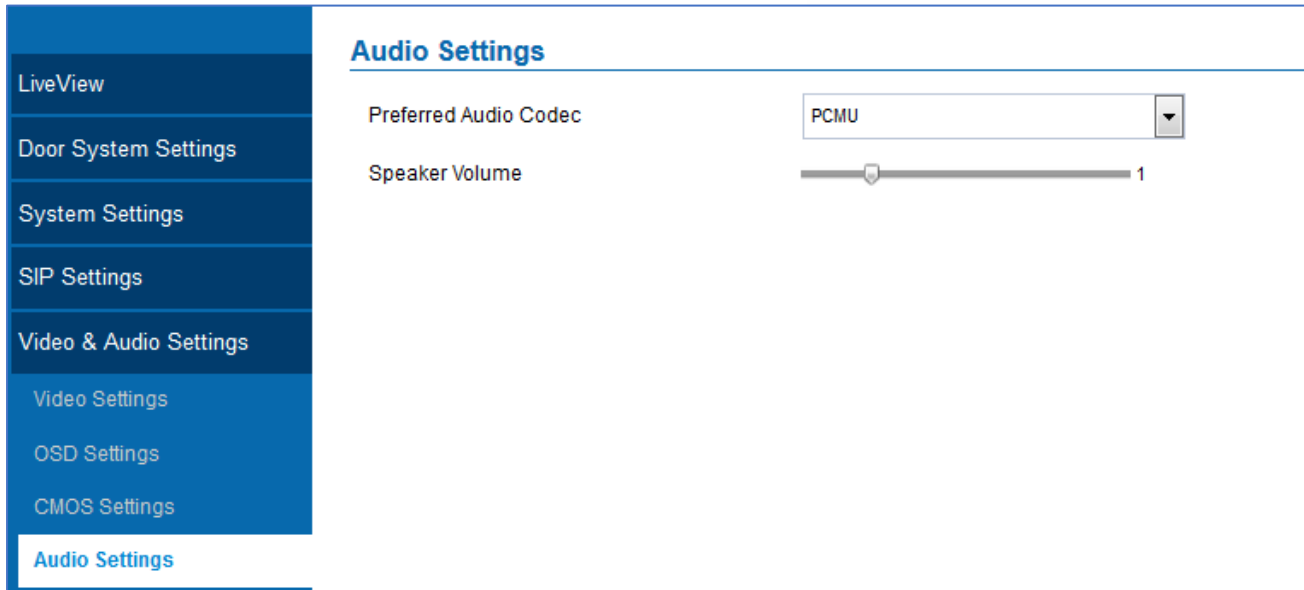 LiveView
Door System Settings
System Settings
SIP Settings
Video & Audio Settings
Video Settings
OSD Settings
CMOS Settings
Audio Settings
Audio Settings
Preferred Audio Codec PCMU
Speaker Volume 1